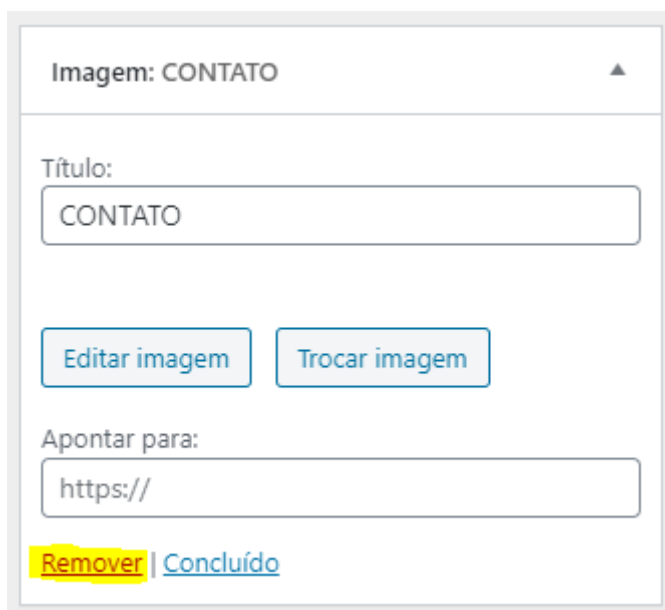 Imagem: CONTATO
Título:
CONTATO
Editar imagem Trocar imagem
Apontar para:
https://
Remover | Concluído